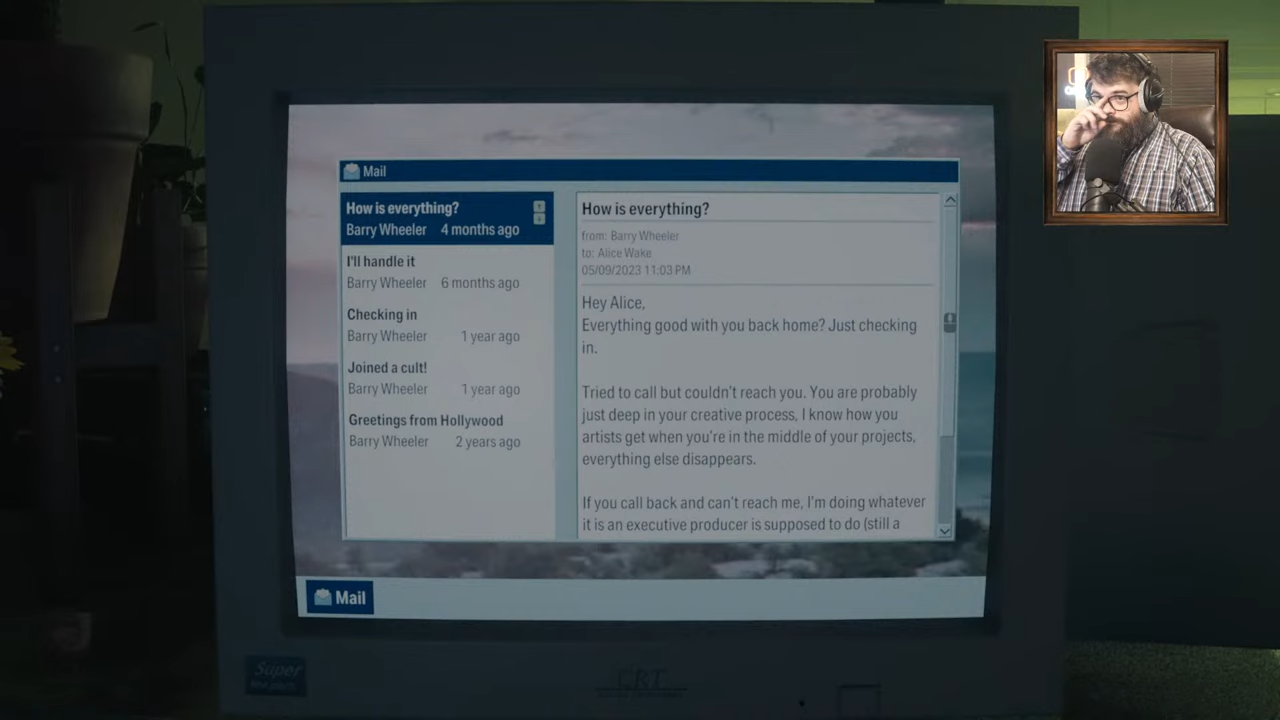 Mail
How is everything?
Barry Wheeler 4 months ago
I'll handle it
Barry Wheeler 6 months ago
Checking in
Barry Wheeler 1 year ago
Joined a cult!
Barry Wheeler 1 year ago
Greetings from Hollywood
Barry Wheeler 2 years ago
How is everything?
from: Barry Wheeler
to: Alice Wake
05/09/2023 11:03 PM
Hey Alice,
Everything good with you back home? Just checking
in.
Tried to call but couldn't reach you. You are probably
just deep in your creative process, I know how you
artists get when you're in the middle of your projects,
everything else disappears.
If you call back and can't reach me, I'm doing whatever
it is an executive producer is supposed to do (still a
Mail
Super
CRT